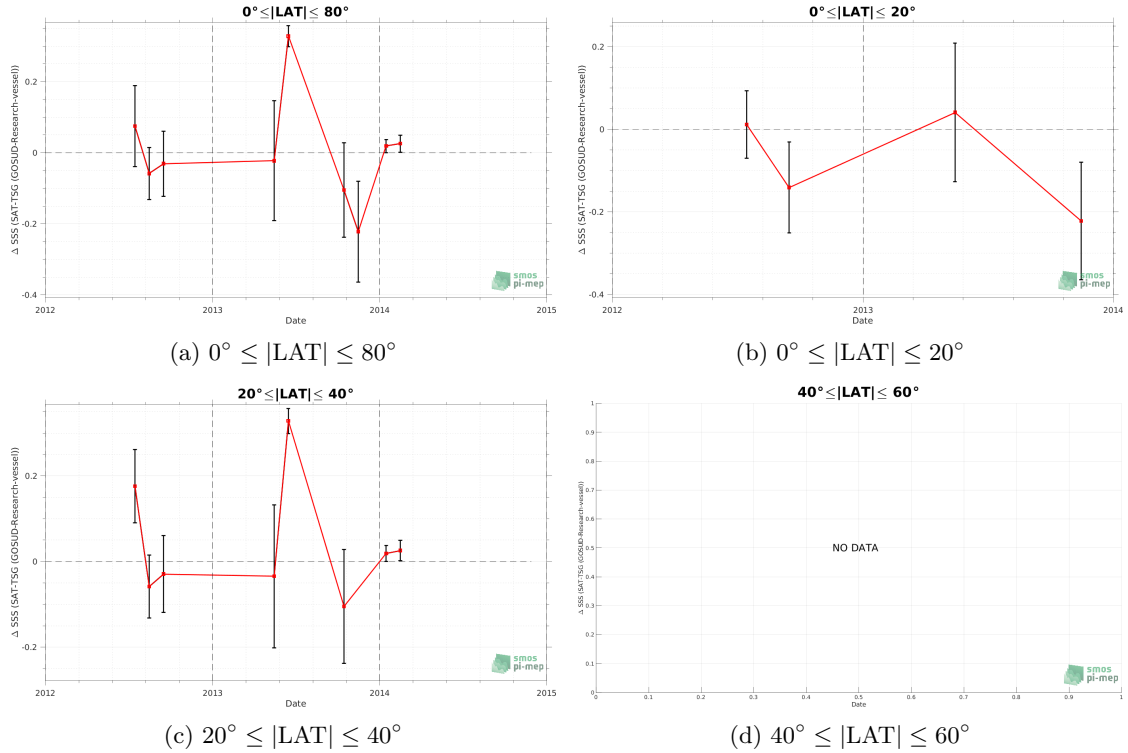 0°≤|LAT|≤ 80°
Δ SSS (SAT-TSG (GOSUD-Research-vessel))
0.2
0
-0.2
-0.4
2012
2013
2014
2015
Date
smos
pi-mep
(a) 0° ≤ |LAT| ≤ 80°
0°≤|LAT|≤ 20°
Δ SSS (SAT-TSG (GOSUD-Research-vessel))
0.2
0
-0.2
-0.4
2012
2013
2014
Date
smos
pi-mep
(b) 0° ≤ |LAT| ≤ 20°
20°≤|LAT|≤ 40°
Δ SSS (SAT-TSG (GOSUD-Research-vessel))
0.2
0
-0.2
2012
2013
2014
2015
Date
smos
pi-mep
(c) 20° ≤ |LAT| ≤ 40°
40°≤|LAT|≤ 60°
Δ SSS (SAT-TSG (GOSUD-Research-vessel))
1
0.9
0.8
0.7
0.6
0.5
0.4
0.3
0.2
0.1
0
NO DATA
0
0.1
0.2
0.3
0.4
0.5
0.6
0.7
0.8
0.9
1
Date
smos
pi-mep
(d) 40° ≤ |LAT| ≤ 60°